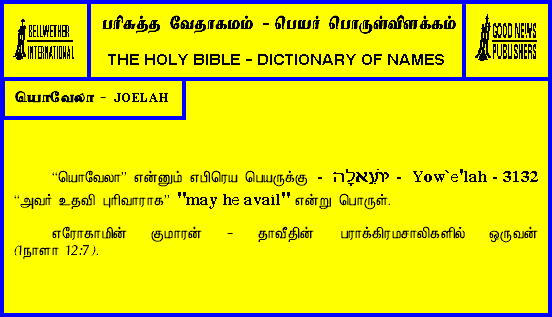 BELLWETHER
INTERNATIONAL
பரிசுத்த வேதாகமம் - பெயர் பொருள்விளக்கம்
THE HOLY BIBLE - DICTIONARY OF NAMES
GOOD NEWS
PUBLISHERS
யொவேலா - JOELAH
“யொவேலா” என்னும் எபிரெய பெயருக்கு - יוֹעֵאלָה - Yow`e'lah - 3132
“அவர் உதவி புரிவாராக” "may he avail" என்று பொருள்.
எரோகாமின் குமாரன் - தாவீதின் பராக்கிரமசாலிகளில் ஒருவன்
(1நாளா 12:7).